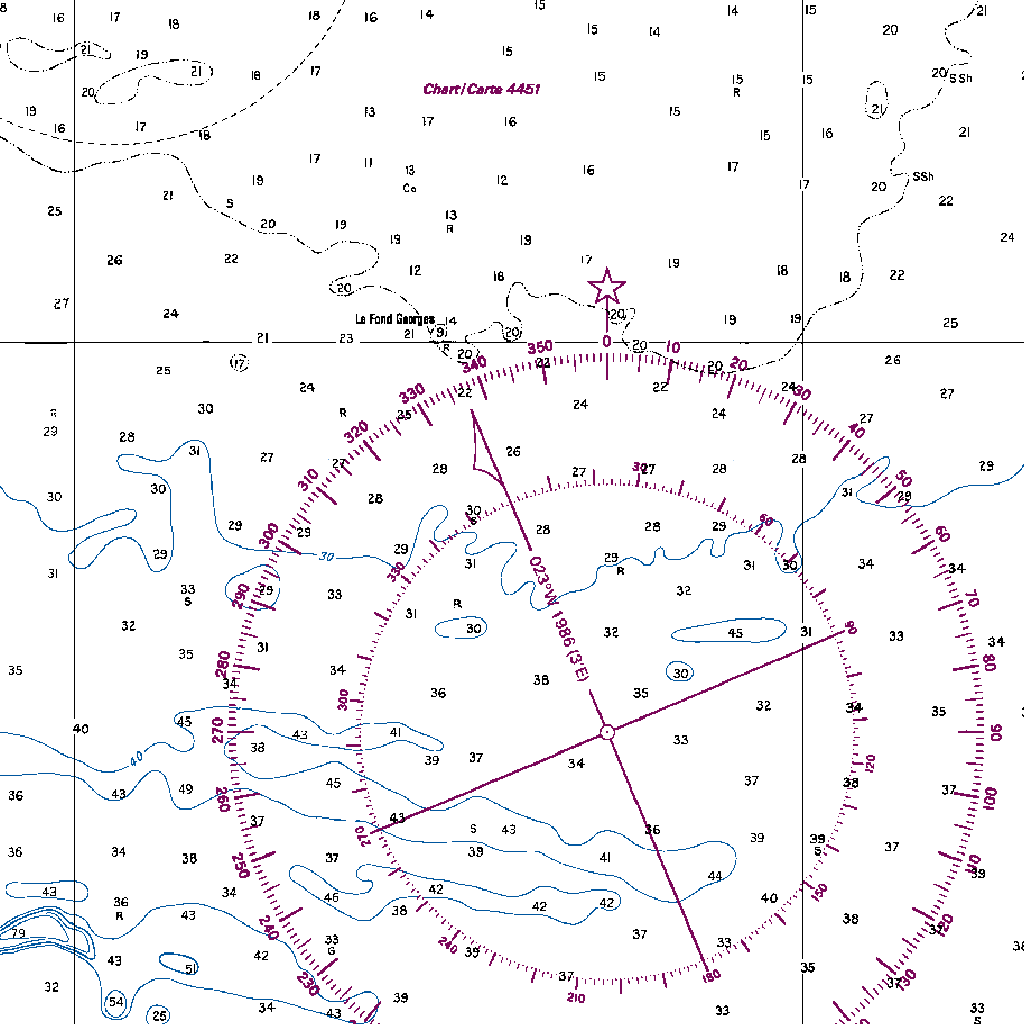 8 16 17 18 18 16 14 15 15 14 15 21
21 19 15 20
20 21 18 17 15 15 15 20 SSh
Chart/Carte 4451
R
19 16 17 18 13 17 16 15 15 16 21 21
17 11 13 12 16 17 17 20 SSh
Co
25 21 5 19 20 19 13 22
R
26 22 19 12 19 17 19 18 18 22 24
20 18
27 24 20 19 19 25
Le Fond Georges 14
21 23 21 9 20 20
R 20 20
350 0 10
25 17 340 22 20 26
24 330 22 22 24 30 27
30 R 25 24 24 27
29 320 40
28 31 27 27 26 28
310 29 27 30 27 28 29
30 30 28 31 50 29
30 29 29 300 29 30 S 28 28 29 60 60
29 30 31 29 R 31 30 34 34
31 330
33 S 290 29 33 32 70
31 R
32 30 32 45 31 90 33 34
35 35 280 31 34 30 80
34 36 38 35
023°W 1986 (3'E)
300 32 34 35
40 45 270 38 43 41 39 37 34 33 90
40 120
36 43 49 260 45 37 38 37 100
37 43 S 43 36 39 39 S
270
36 34 38 250 37 39 41 37 110
43 36 34 46 42 44 150 39
R 43 38 42 42 40 38
240 37 120
79 33 G 240 39 33
43 51 42 230 37 180 35 37 130 38
210
32 54 25 34 43 39 33 33 S